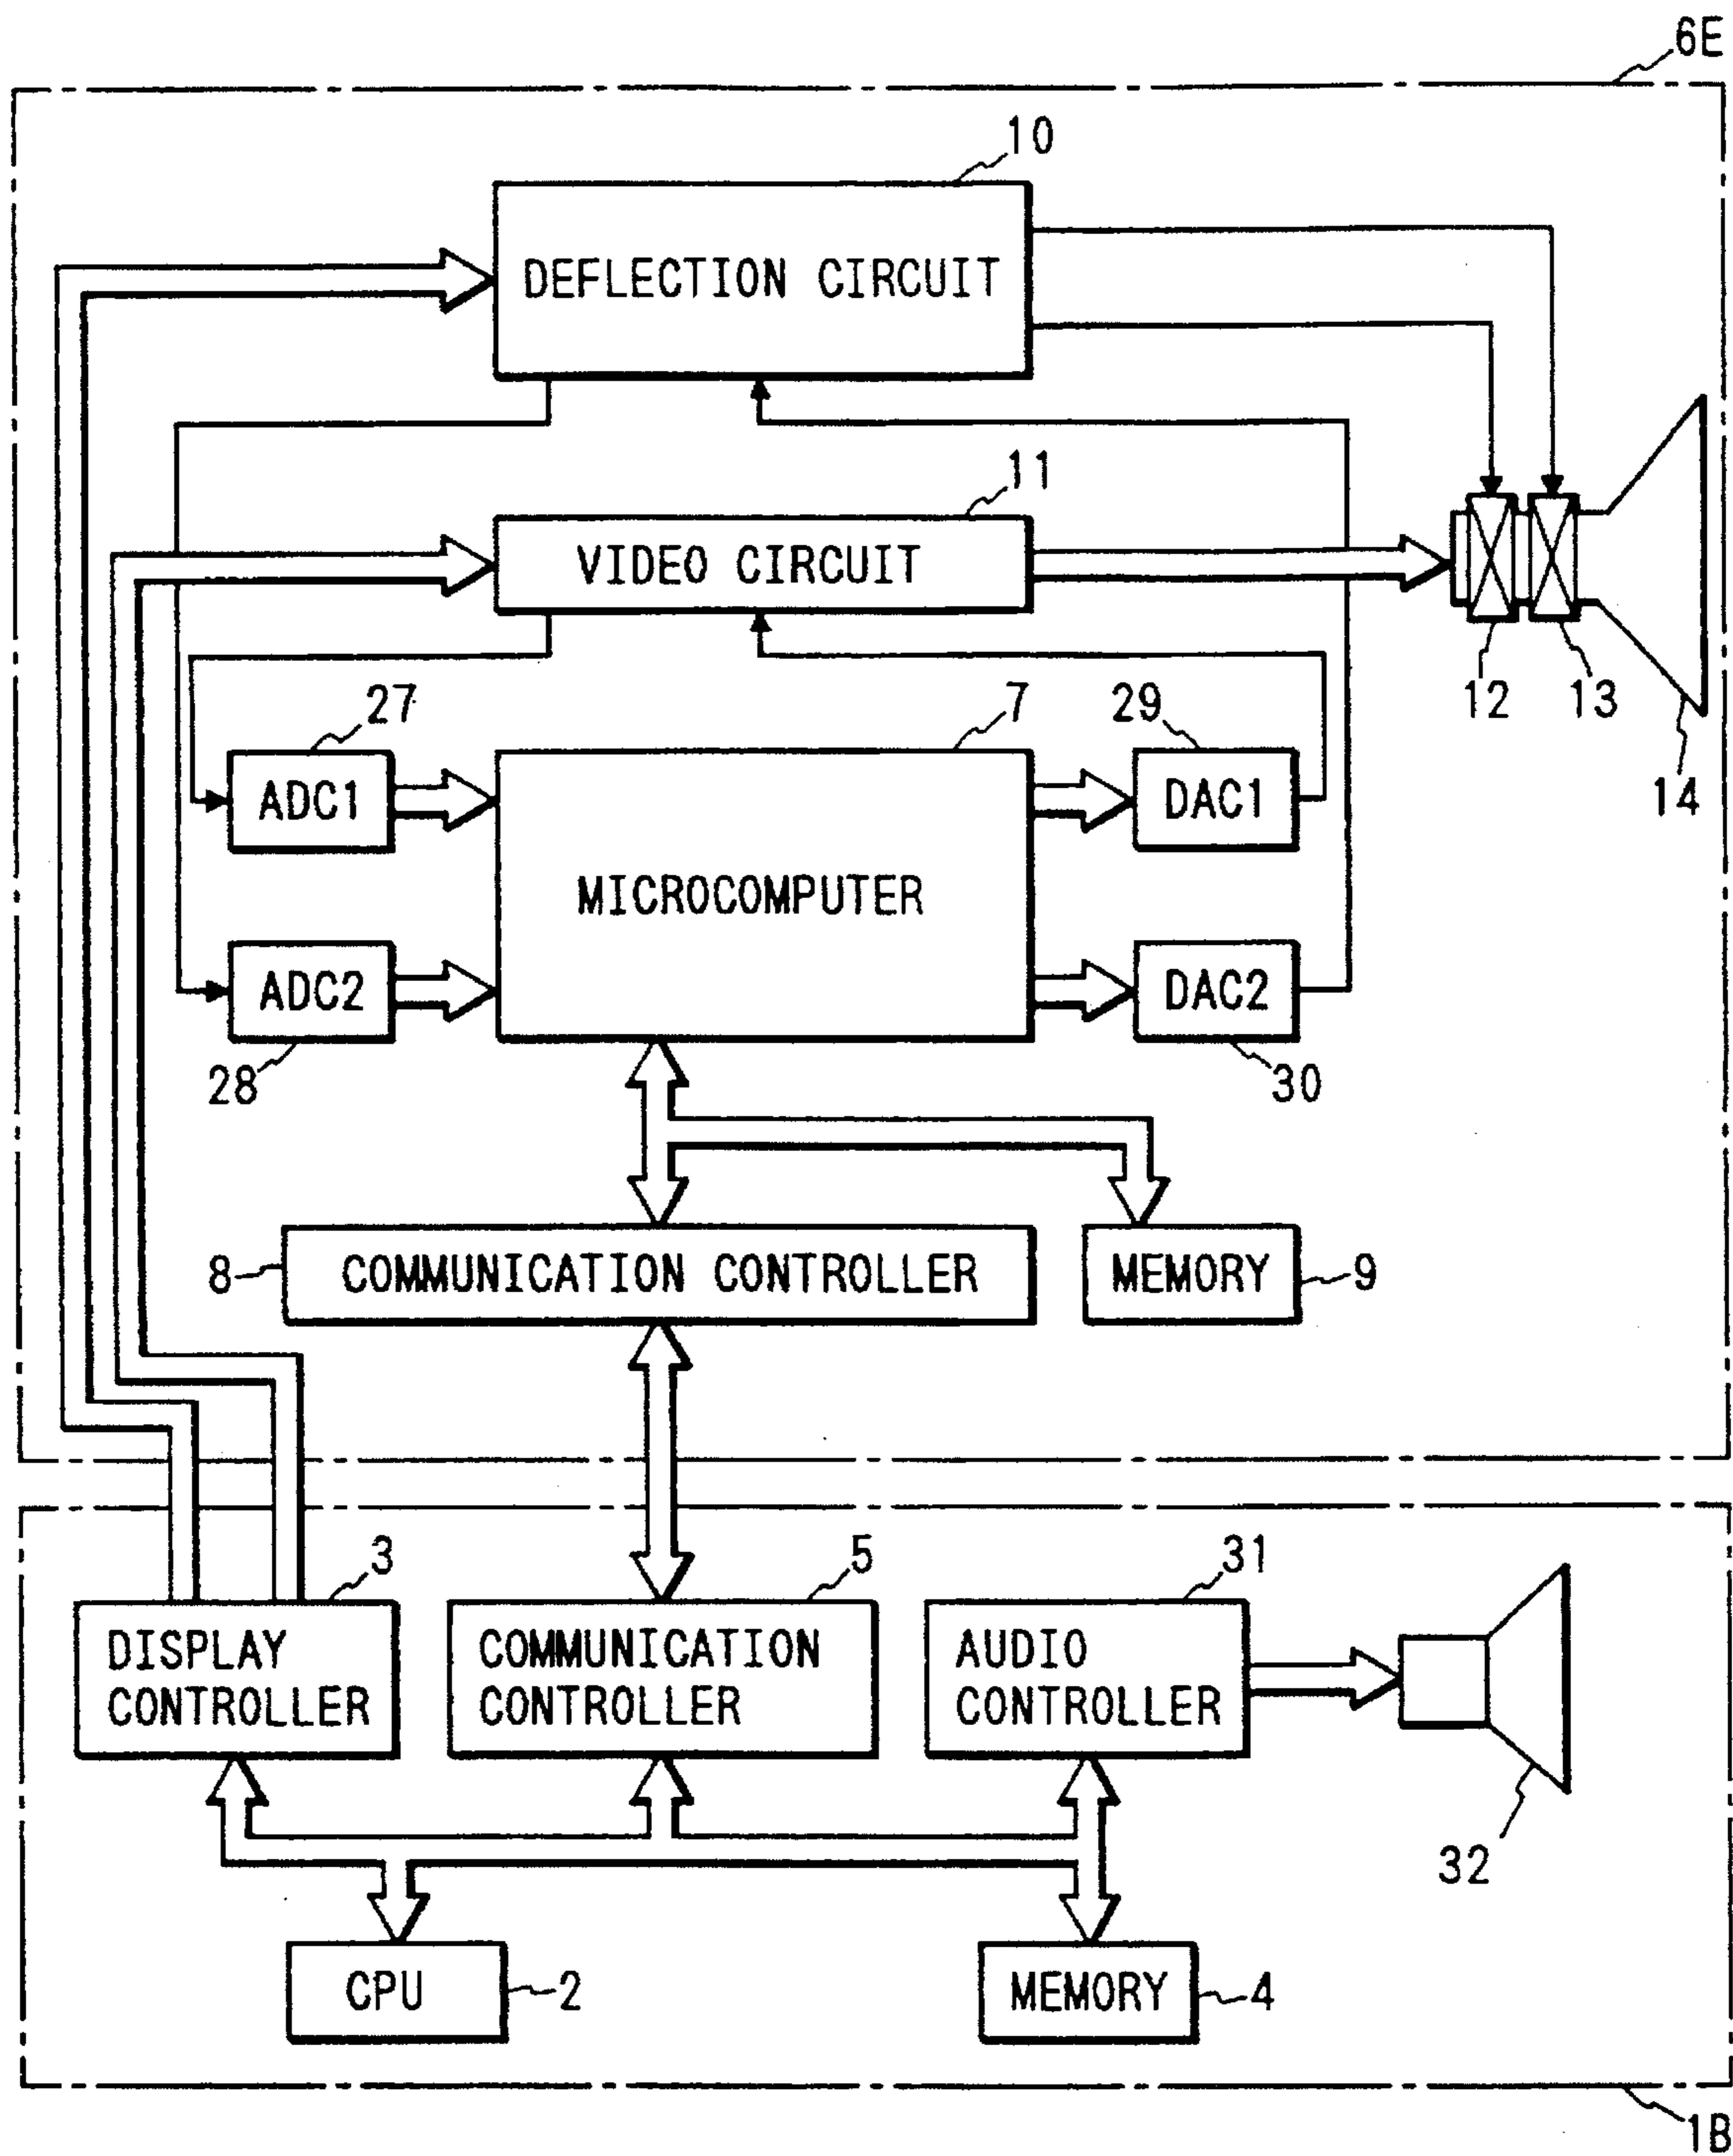 6E
10
DEFLECTION CIRCUIT
11
VIDEO CIRCUIT
12
13
14
27
7
29
ADC1
DAC1
MICROCOMPUTER
ADC2
DAC2
28
30
8
COMMUNICATION CONTROLLER
MEMORY
9
3
5
31
DISPLAY
CONTROLLER
COMMUNICATION
CONTROLLER
AUDIO
CONTROLLER
32
CPU
2
MEMORY
4
1B